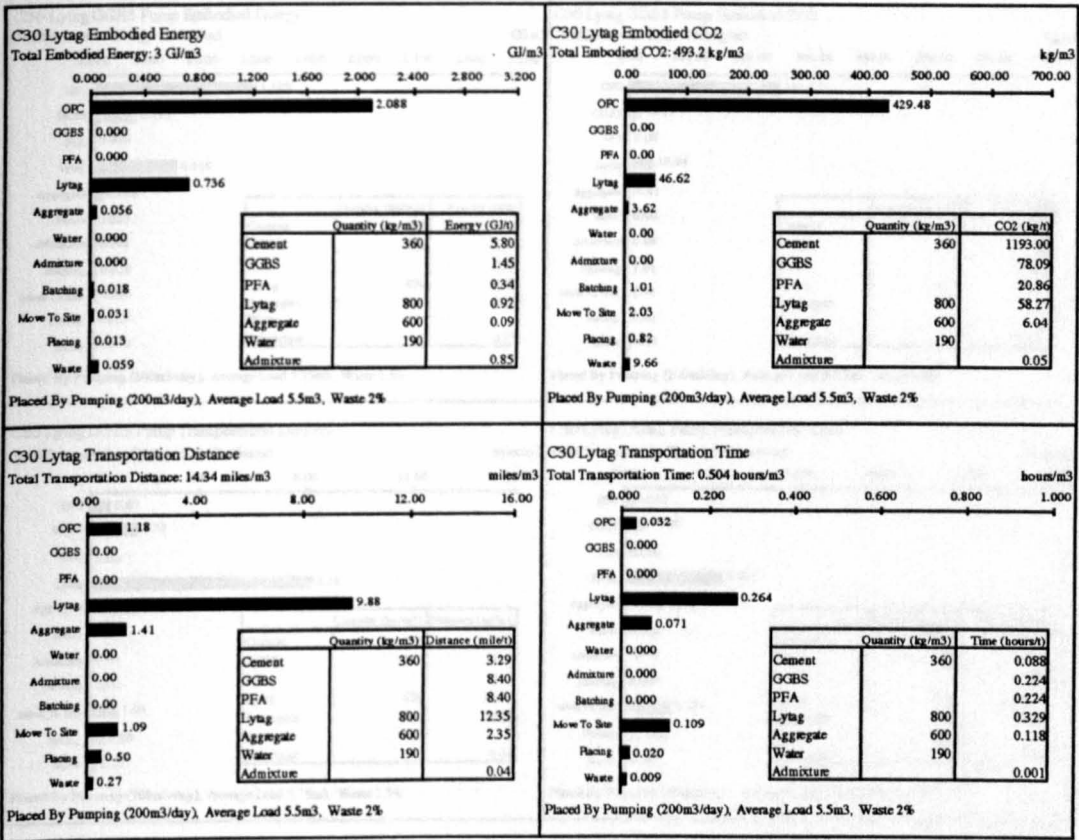 C30 Lytag Embodied Energy
Total Embodied Energy: 3 GJ/m3
GJ/m3
0.000 0.400 0.800 1.200 1.600 2.000 2.400 2.800 3.200
OPC 2.088
GGBS 0.000
PFA 0.000
Lytag 0.736
Aggregate 0.056
Water 0.000
Admixture 0.000
Batching 0.018
Move To Site 0.031
Placing 0.013
Waste 0.059
Quantity (kg/m3) Energy (GJ/t)
Cement 360 5.80
GGBS 1.45
PFA 0.34
Lytag 800 0.92
Aggregate 600 0.09
Water 190
Admixture 0.85
Placed By Pumping (200m3/day), Average Load 5.5m3, Waste 2%
C30 Lytag Embodied CO2
Total Embodied CO2: 493.2 kg/m3
kg/m3
0.00 100.00 200.00 300.00 400.00 500.00 600.00 700.00
OPC 429.48
GGBS 0.00
PFA 0.00
Lytag 46.62
Aggregate 3.62
Water 0.00
Admixture 0.00
Batching 1.01
Move To Site 2.03
Placing 0.82
Waste 9.66
Quantity (kg/m3) CO2 (kg/t)
Cement 360 1193.00
GGBS 78.09
PFA 20.86
Lytag 800 58.27
Aggregate 600 6.04
Water 190
Admixture 0.05
Placed By Pumping (200m3/day), Average Load 5.5m3, Waste 2%
C30 Lytag Transportation Distance
Total Transportation Distance: 14.34 miles/m3
miles/m3
0.00 4.00 8.00 12.00 16.00
OPC 1.18
GGBS 0.00
PFA 0.00
Lytag 9.88
Aggregate 1.41
Water 0.00
Admixture 0.00
Batching 0.00
Move To Site 1.09
Placing 0.50
Waste 0.27
Quantity (kg/m3) Distance (mile/t)
Cement 360 3.29
GGBS 8.40
PFA 8.40
Lytag 800 12.35
Aggregate 600 2.35
Water 190
Admixture 0.04
Placed By Pumping (200m3/day), Average Load 5.5m3, Waste 2%
C30 Lytag Transportation Time
Total Transportation Time: 0.504 hours/m3
hours/m3
0.000 0.200 0.400 0.600 0.800 1.000
OPC 0.032
GGBS 0.000
PFA 0.000
Lytag 0.264
Aggregate 0.071
Water 0.000
Admixture 0.000
Batching 0.000
Move To Site 0.109
Placing 0.020
Waste 0.009
Quantity (kg/m3) Time (hours/t)
Cement 360 0.088
GGBS 0.224
PFA 0.224
Lytag 800 0.329
Aggregate 600 0.118
Water 190
Admixture 0.001
Placed By Pumping (200m3/day), Average Load 5.5m3, Waste 2%